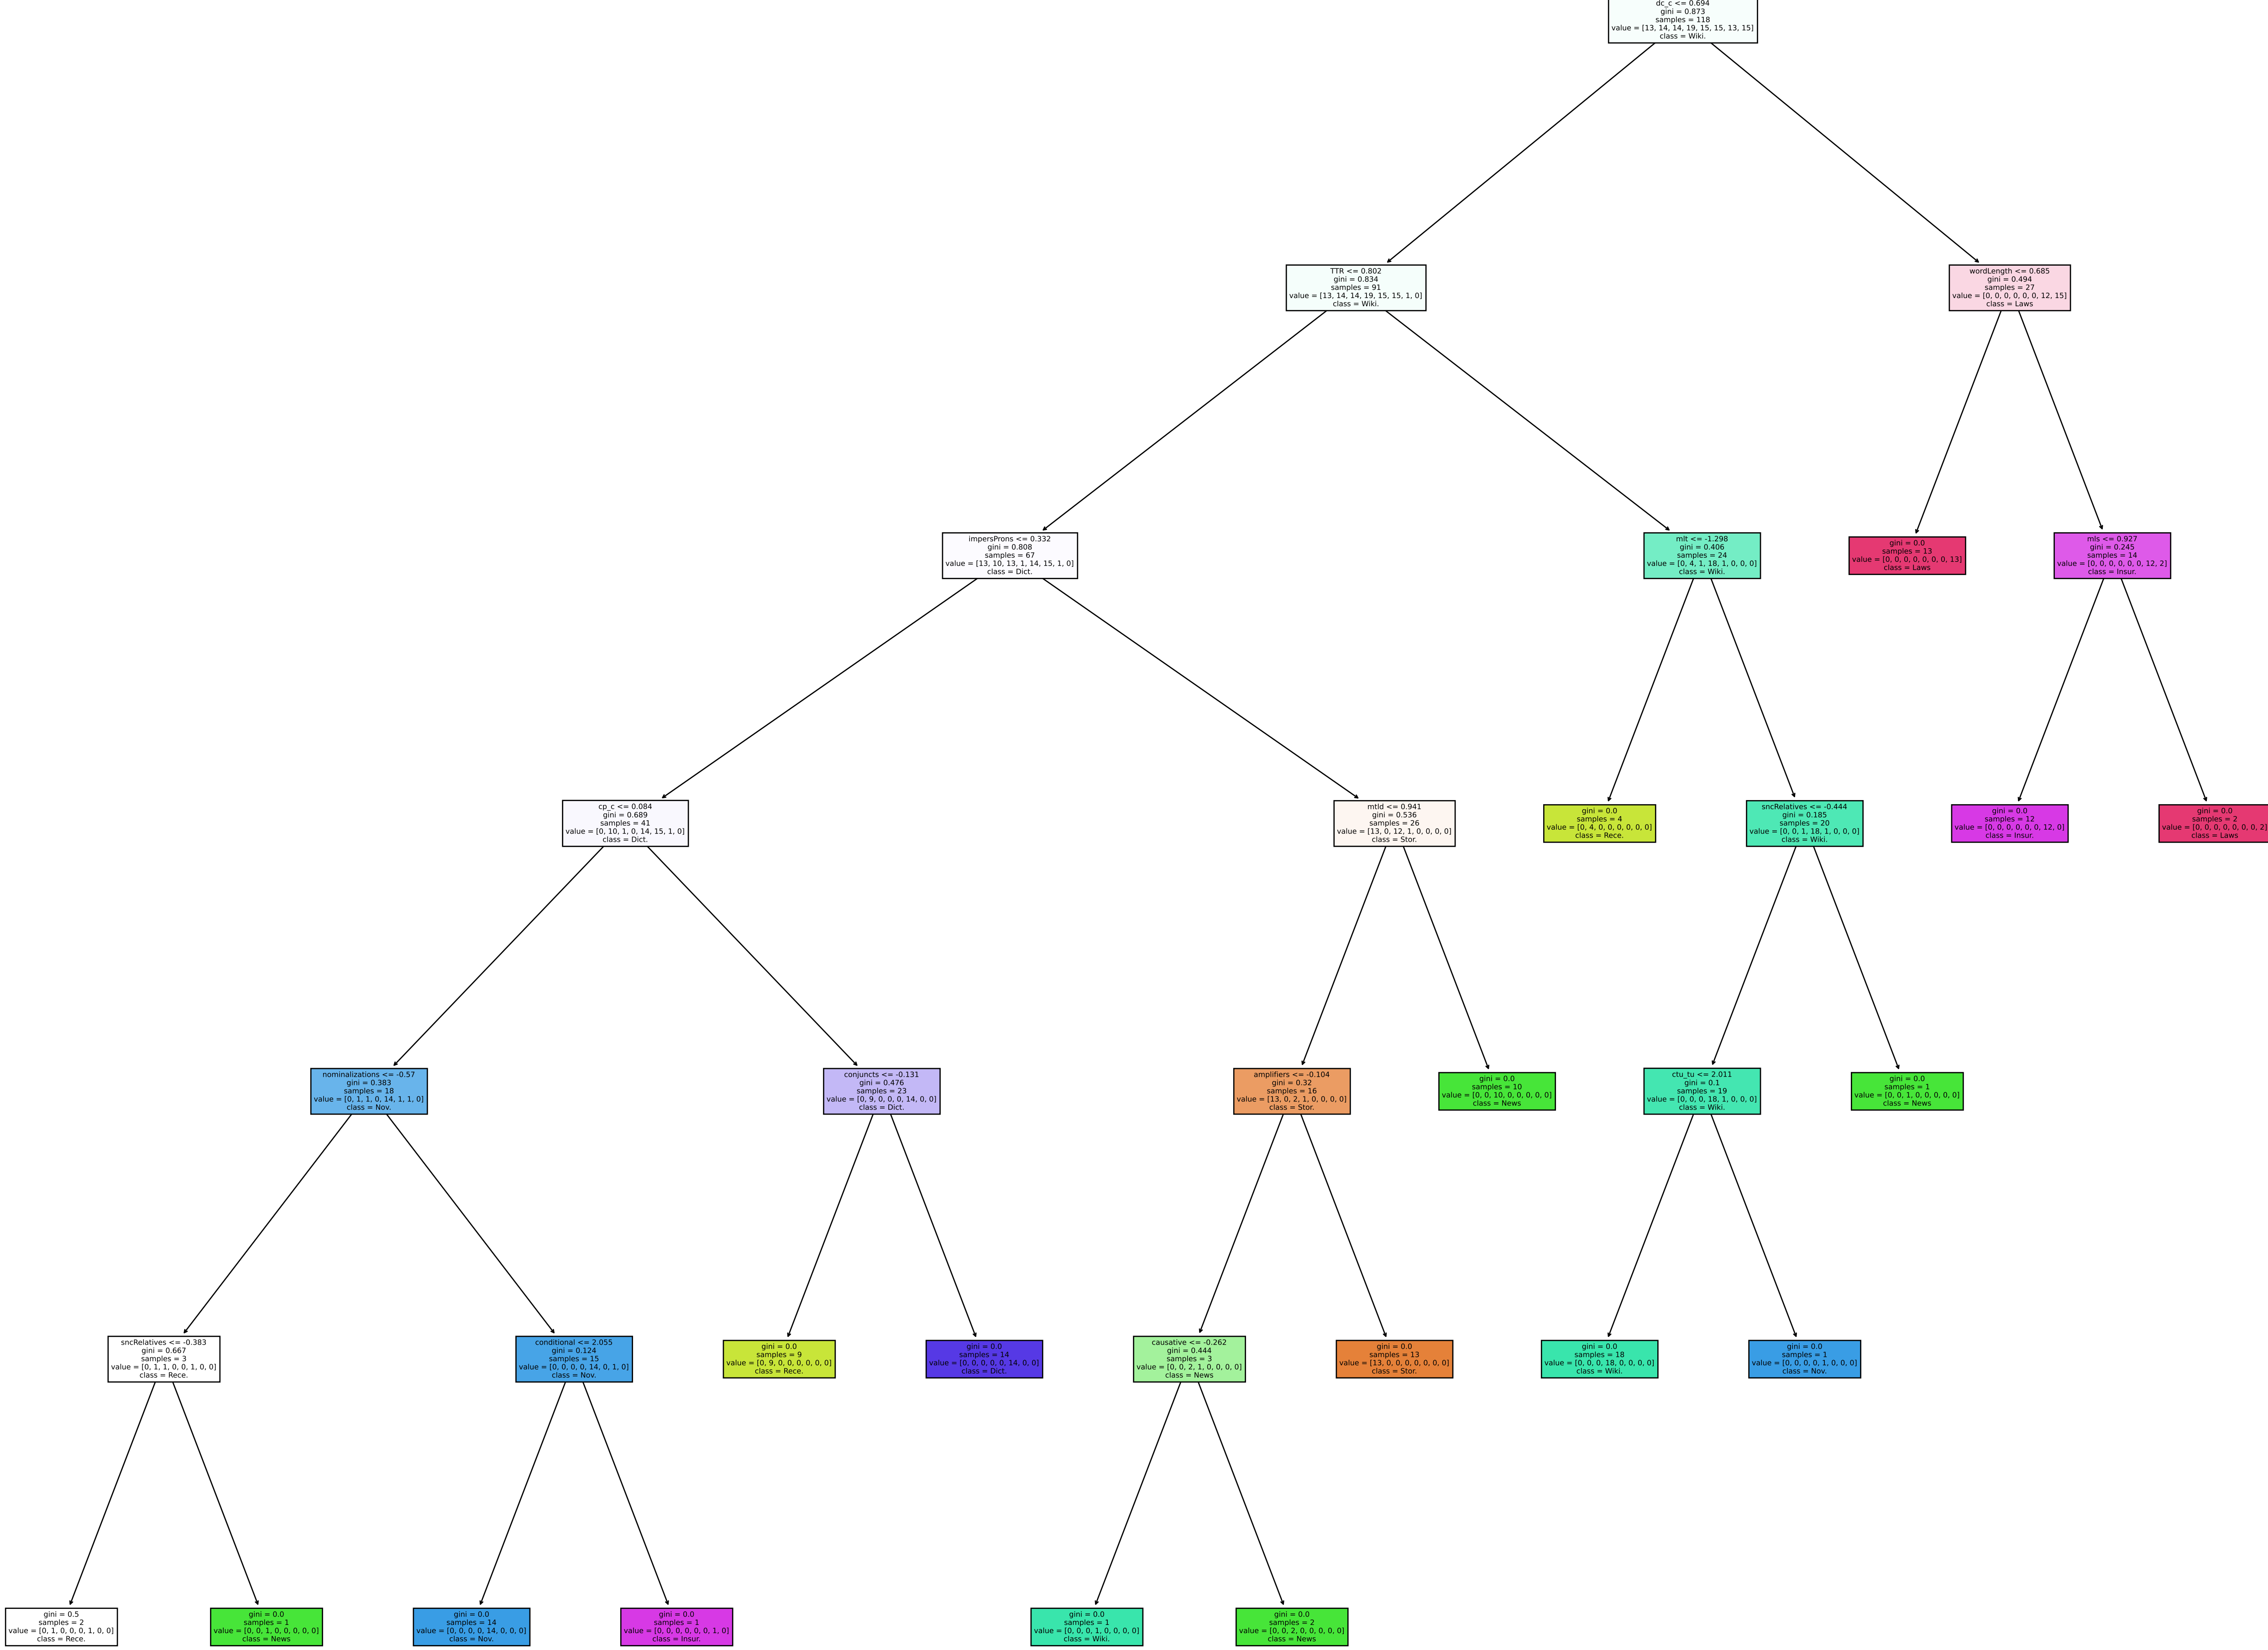 dc_c <= 0.694
gini = 0.873
samples = 118
value = [13, 14, 14, 19, 15, 15, 13, 15]
class = Wiki.
TTR <= 0.802
gini = 0.834
samples = 91
value = [13, 14, 14, 19, 15, 15, 1, 0]
class = Wiki.
wordLength <= 0.685
gini = 0.494
samples = 27
value = [0, 0, 0, 0, 0, 0, 12, 15]
class = Laws
impersProns <= 0.332
gini = 0.808
samples = 67
value = [13, 10, 13, 1, 14, 15, 1, 0]
class = Dict.
mlt <= -1.298
gini = 0.406
samples = 24
value = [0, 4, 1, 18, 1, 0, 0, 0]
class = Wiki.
gini = 0.0
samples = 13
value = [0, 0, 0, 0, 0, 0, 0, 13]
class = Laws
mls <= 0.927
gini = 0.245
samples = 14
value = [0, 0, 0, 0, 0, 0, 12, 2]
class = Insur.
cp_c <= 0.084
gini = 0.689
samples = 41
value = [0, 10, 1, 0, 14, 15, 1, 0]
class = Dict.
mtld <= 0.941
gini = 0.536
samples = 26
value = [13, 0, 12, 1, 0, 0, 0, 0]
class = Stor.
gini = 0.0
samples = 4
value = [0, 4, 0, 0, 0, 0, 0, 0]
class = Rece.
sncRelatives <= -0.444
gini = 0.185
samples = 20
value = [0, 0, 1, 18, 1, 0, 0, 0]
class = Wiki.
gini = 0.0
samples = 12
value = [0, 0, 0, 0, 0, 0, 12, 0]
class = Insur.
gini = 0.0
samples = 2
value = [0, 0, 0, 0, 0, 0, 0, 2]
class = Laws
nominalizations <= -0.57
gini = 0.383
samples = 18
value = [0, 1, 1, 0, 14, 1, 1, 0]
class = Nov.
conjuncts <= -0.131
gini = 0.476
samples = 23
value = [0, 9, 0, 0, 0, 14, 0, 0]
class = Dict.
amplifiers <= -0.104
gini = 0.32
samples = 16
value = [13, 0, 2, 1, 0, 0, 0, 0]
class = Stor.
gini = 0.0
samples = 10
value = [0, 0, 10, 0, 0, 0, 0, 0]
class = News
ctu_tu <= 2.011
gini = 0.1
samples = 19
value = [0, 0, 0, 18, 1, 0, 0, 0]
class = Wiki.
gini = 0.0
samples = 1
value = [0, 0, 1, 0, 0, 0, 0, 0]
class = News
sncRelatives <= -0.383
gini = 0.667
samples = 3
value = [0, 1, 1, 0, 0, 1, 0, 0]
class = Rece.
conditional <= 2.055
gini = 0.124
samples = 15
value = [0, 0, 0, 0, 14, 0, 1, 0]
class = Nov.
gini = 0.0
samples = 9
value = [0, 9, 0, 0, 0, 0, 0, 0]
class = Rece.
gini = 0.0
samples = 14
value = [0, 0, 0, 0, 0, 14, 0, 0]
class = Dict.
causative <= -0.262
gini = 0.444
samples = 3
value = [0, 0, 2, 1, 0, 0, 0, 0]
class = News
gini = 0.0
samples = 13
value = [13, 0, 0, 0, 0, 0, 0, 0]
class = Stor.
gini = 0.0
samples = 18
value = [0, 0, 0, 18, 0, 0, 0, 0]
class = Wiki.
gini = 0.0
samples = 1
value = [0, 0, 0, 0, 1, 0, 0, 0]
class = Nov.
gini = 0.5
samples = 2
value = [0, 1, 0, 0, 0, 1, 0, 0]
class = Rece.
gini = 0.0
samples = 1
value = [0, 0, 1, 0, 0, 0, 0, 0]
class = News
gini = 0.0
samples = 14
value = [0, 0, 0, 0, 14, 0, 0, 0]
class = Nov.
gini = 0.0
samples = 1
value = [0, 0, 0, 0, 0, 0, 1, 0]
class = Insur.
gini = 0.0
samples = 1
value = [0, 0, 0, 1, 0, 0, 0, 0]
class = Wiki.
gini = 0.0
samples = 2
value = [0, 0, 2, 0, 0, 0, 0, 0]
class = News